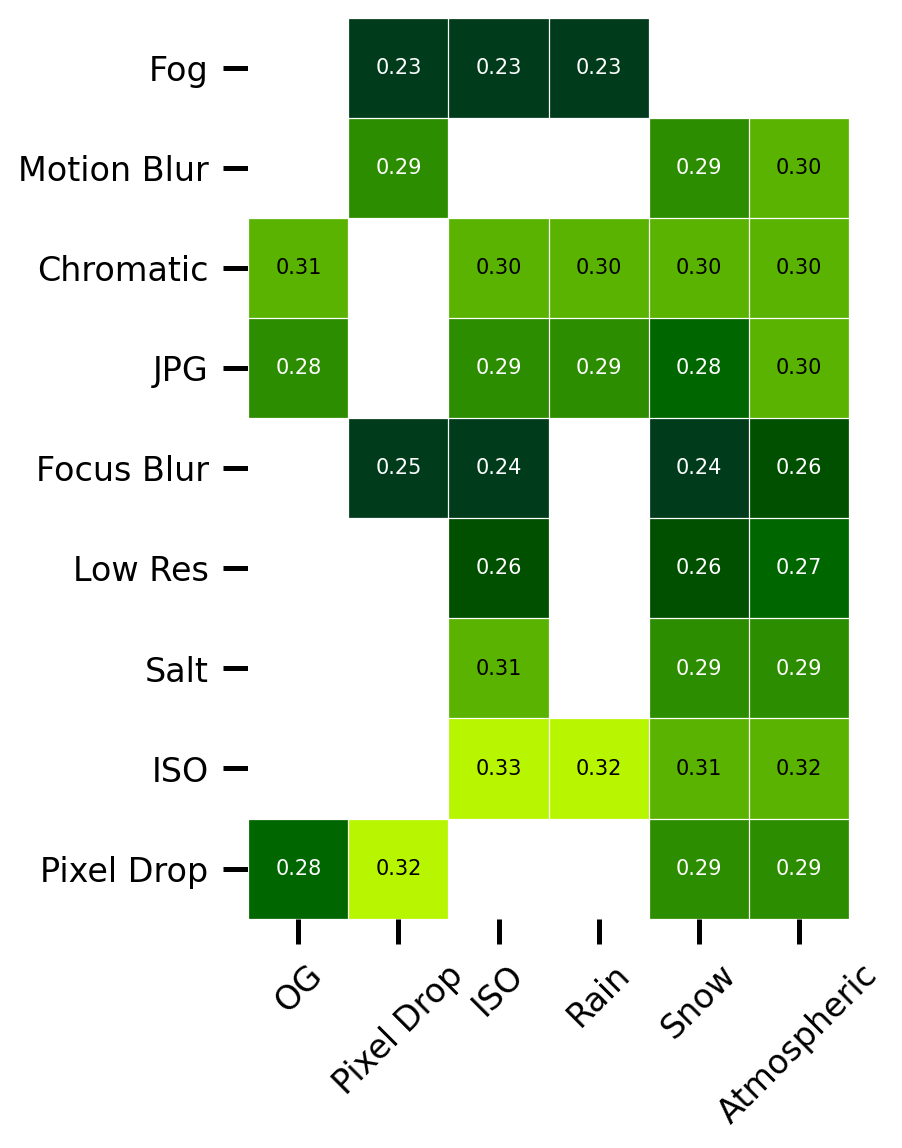 Fog 0.23 0.23 0.23
Motion Blur 0.29 0.29 0.30
Chromatic 0.31 0.30 0.30 0.30 0.30
JPG 0.28 0.29 0.29 0.28 0.30
Focus Blur 0.25 0.24 0.24 0.26
Low Res 0.26 0.26 0.27
Salt 0.31 0.29 0.29
ISO 0.33 0.32 0.31 0.32
Pixel Drop 0.28 0.32 0.29 0.29
OG Pixel Drop ISO Rain Snow Atmospheric